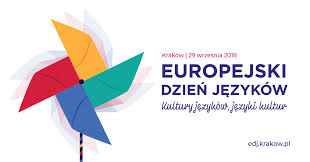 Kraków | 29 września 2018
EUROPEJSKI
DZIEŃ JĘZYKÓW
Kultury języków, języki kultur
edj.krakow.pl